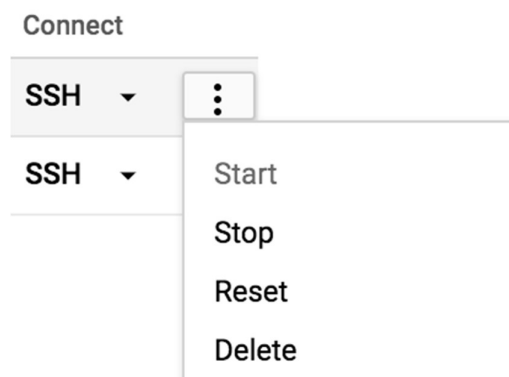 Connect
SSH
SSH
Start
Stop
Reset
Delete